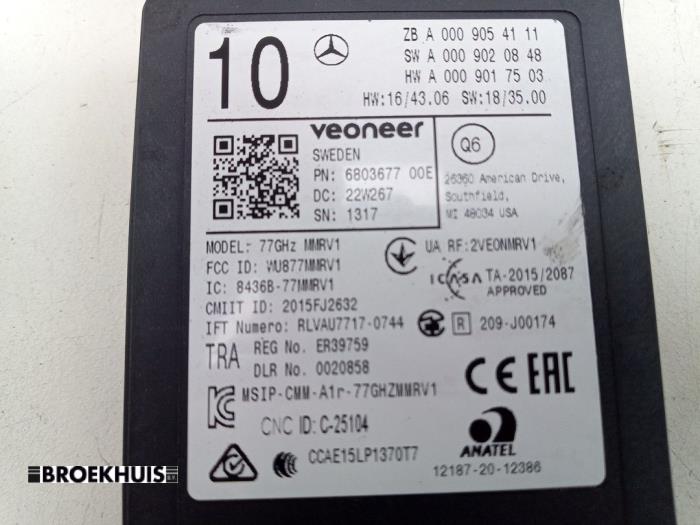 10
ZB A 000 905 41 11
SW A 000 902 08 48
HW A 000 901 75 03
HW:16/43.06 SW:18/35.00
veoneer
SWEDEN
PN: 6803677 00E
DC: 22W267
SN: 1317
Q6
26360 American Drive,
Southfield,
MI 48034 USA
MODEL: 77GHz MMRV1
FCC ID: WU877MMRV1
IC: 8436B-77MMRV1
CMIIT ID: 2015FJ2632
IFT Numero: RLVAU7717-0744
UA RF: 2VEONMRV1
ICASA TA-2015/2087
APPROVED
R 209-J00174
TRA REG No. ER39759
DLR No. 0020858
MSIP-CMM-A1r-77GHZMMRV1
CNC ID: C-25104
CCAE15LP1370T7
CE EAC
ANATEL
12187-20-12386
BROEKHUIS B.V.